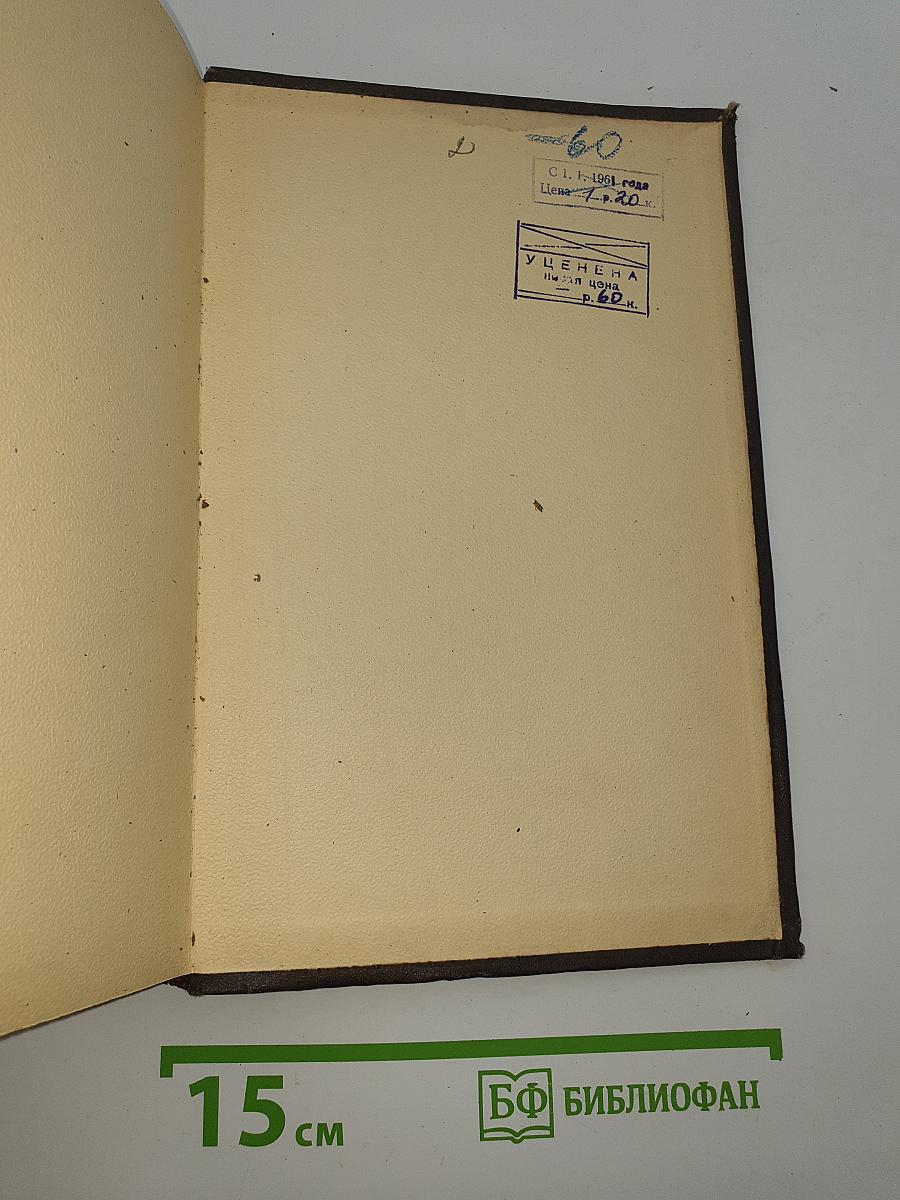 -60
С 1. I. 1961 года
Цена 1 р. 20 к.
УЦЕНЕНА
новая цена
— р. 60 к.
15 см
БФ БИБЛИОФАН